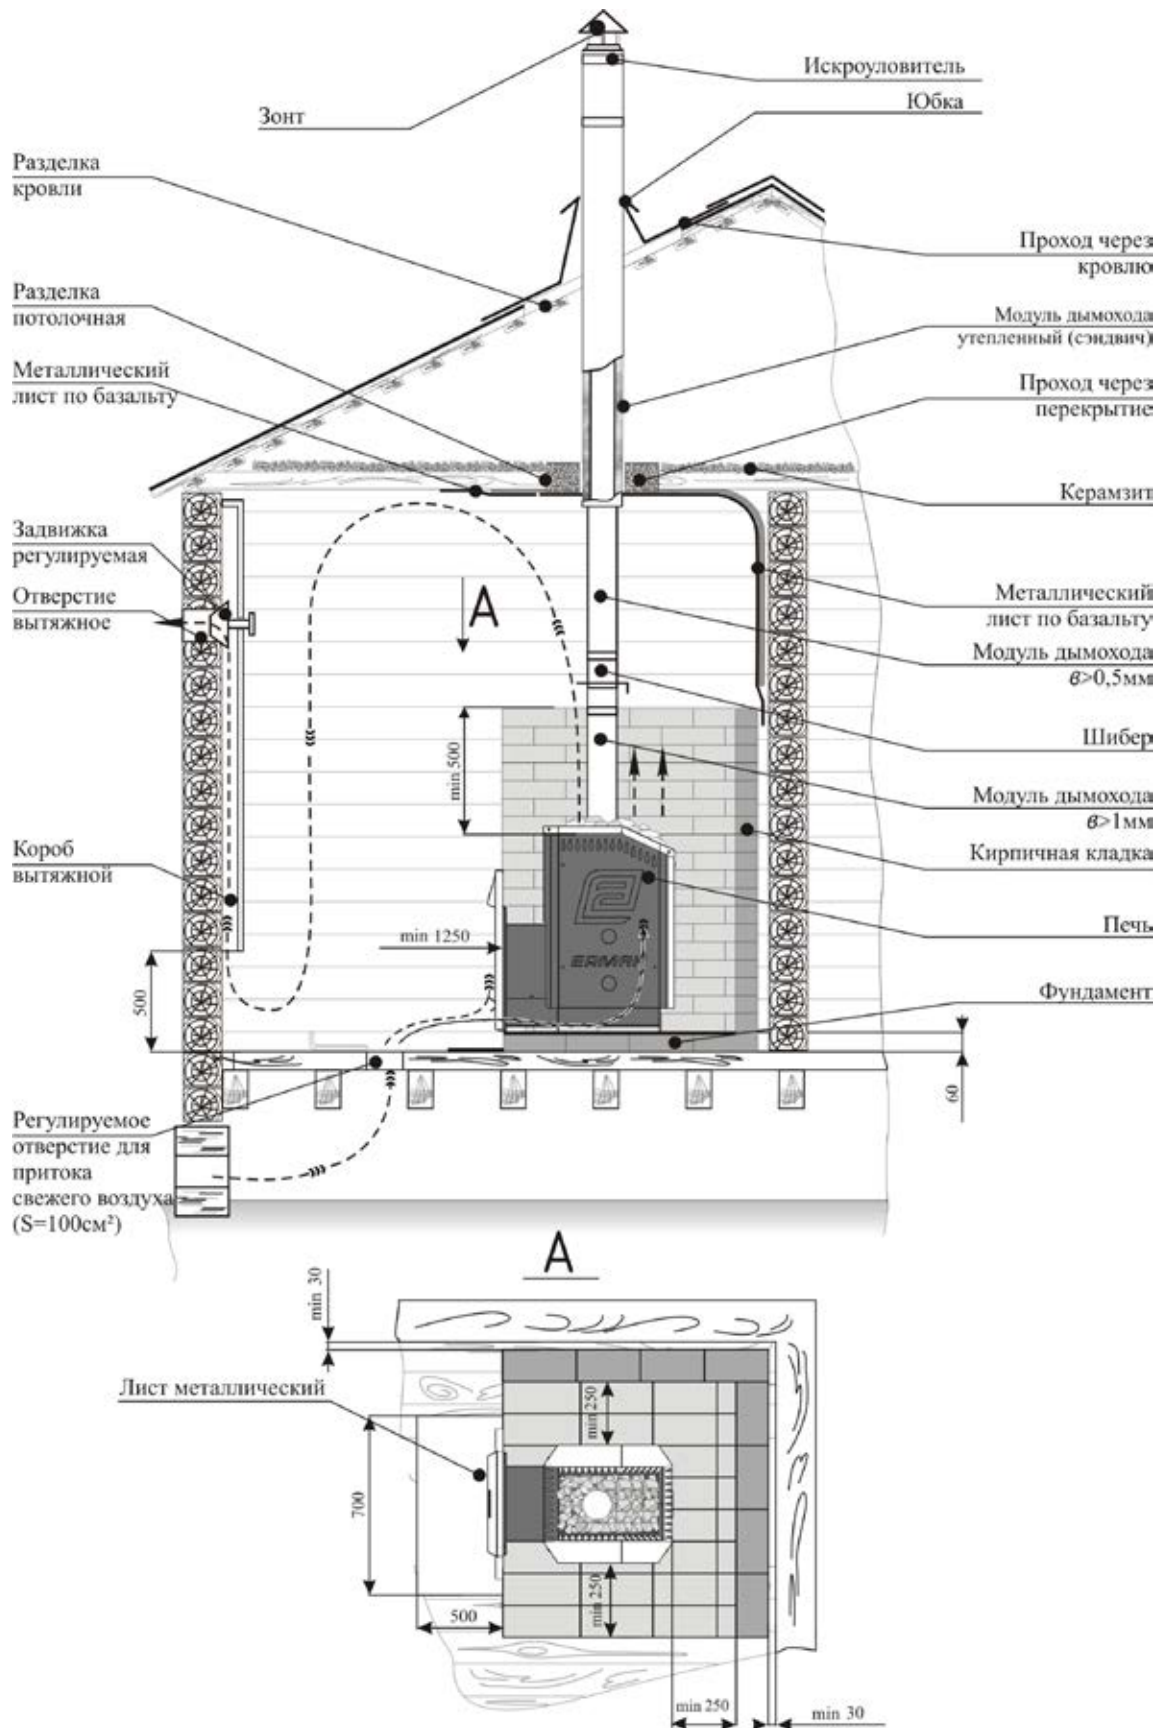 Искроуловитель
Юбка
Зонт
Разделка
кровли
Проход через
кровлю
Разделка
потолочная
Модуль дымохода
утепленный (сэндвич)
Металлический
лист по базальту
Проход через
перекрытие
Керамзит
Задвижка
регулируемая
Отверстие
вытяжное
А
Металлический
лист по базальту
Модуль дымохода
в>0,5мм
Шибер
min 500
Модуль дымохода
в>1мм
Кирпичная кладка
Короб
вытяжной
Печь
min 1250
ERMAK
500
Фундамент
60
Регулируемое
отверстие для
притока
свежего воздуха
(S=100см²)
А
min 30
Лист металлический
min 250
700
min 250
500
min 250
min 30